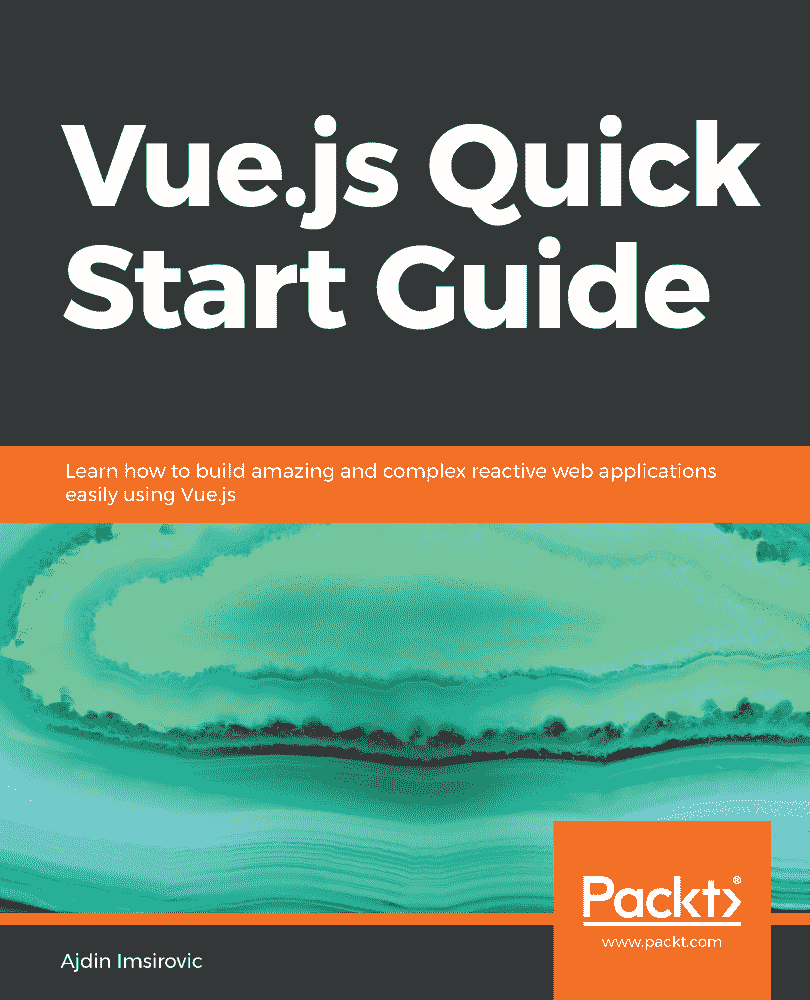 Vue.js Quick
Start Guide
Learn how to build amazing and complex reactive web applications
easily using Vue.js
Packt>®
www.packt.com
Ajdin Imsirovic